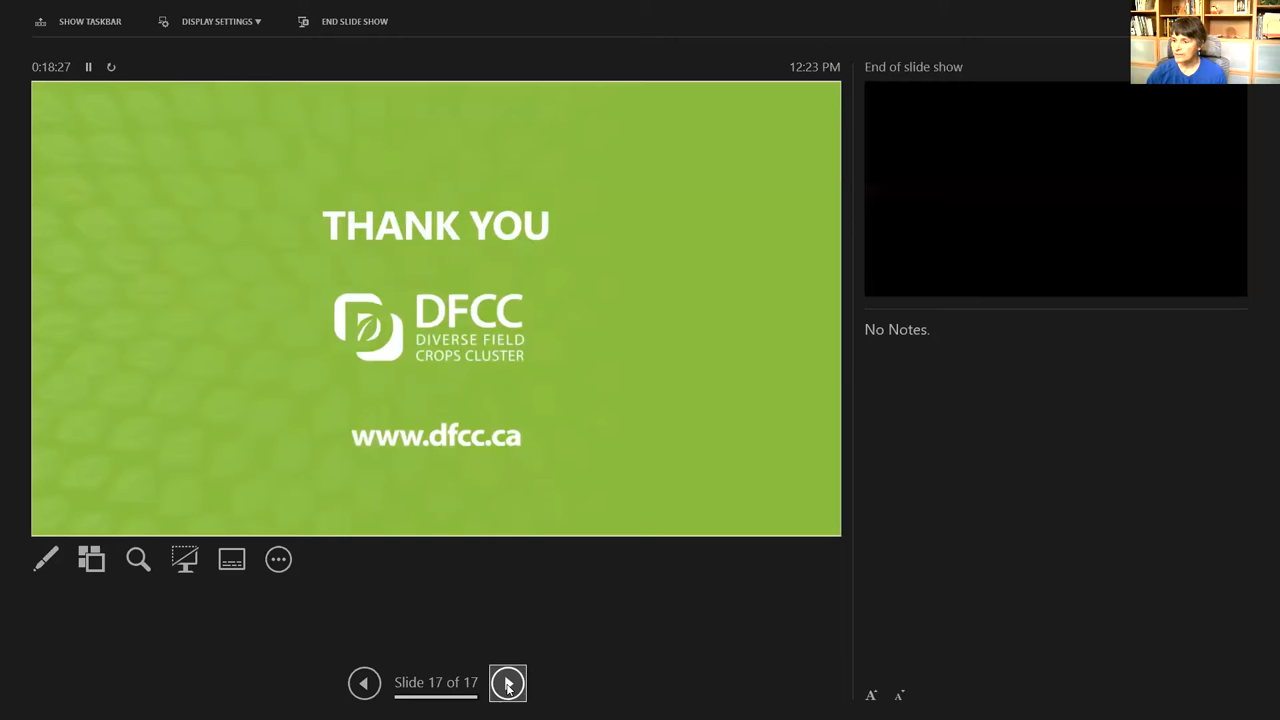 SHOW TASKBAR
DISPLAY SETTINGS ▼
END SLIDE SHOW
0:18:27
12:23 PM
End of slide show
THANK YOU
DFCC
DIVERSE FIELD
CROPS CLUSTER
www.dfcc.ca
No Notes.
Slide 17 of 17
A A